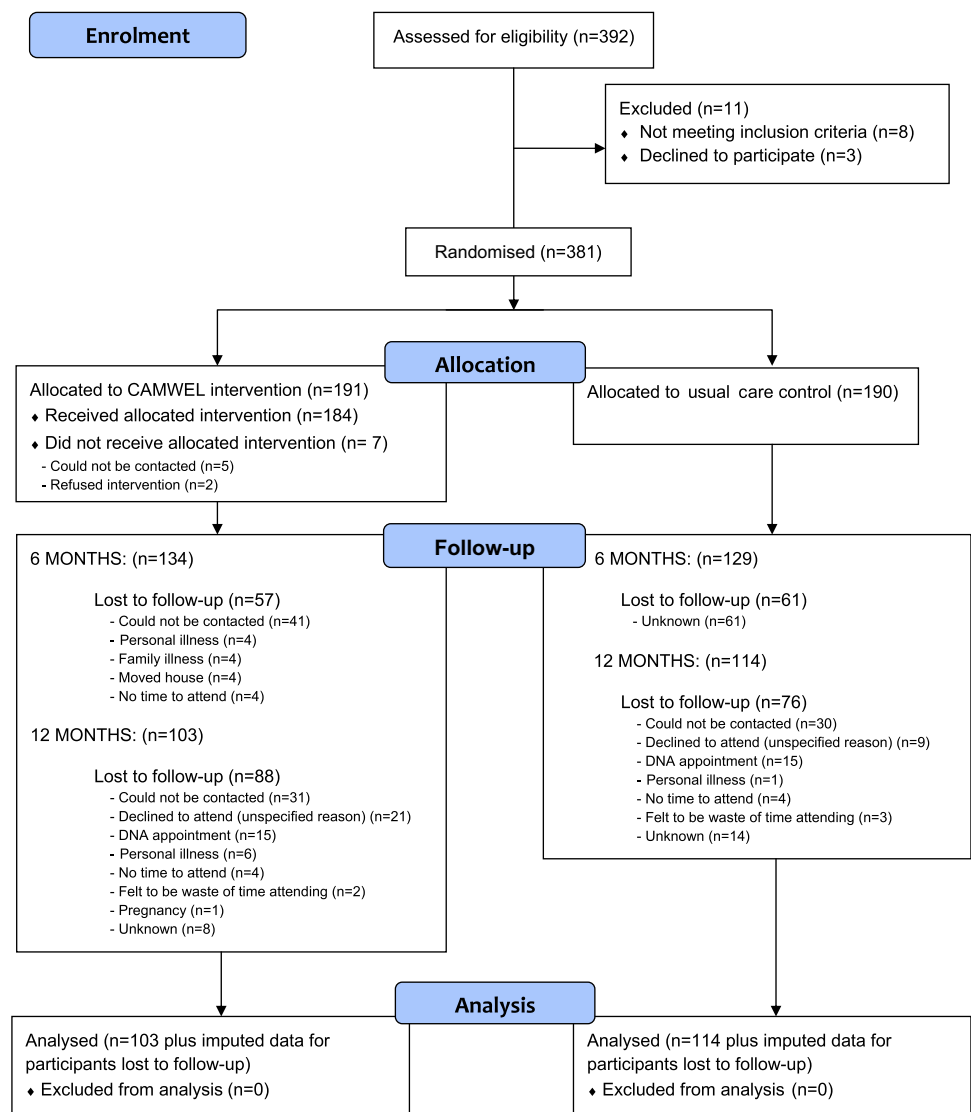 Enrolment
Assessed for eligibility (n=392)
Excluded (n=11)
♦ Not meeting inclusion criteria (n=8)
♦ Declined to participate (n=3)
Randomised (n=381)
Allocation
Allocated to CAMWEL intervention (n=191)
♦ Received allocated intervention (n=184)
♦ Did not receive allocated intervention (n= 7)
- Could not be contacted (n=5)
- Refused intervention (n=2)
Allocated to usual care control (n=190)
Follow-up
6 MONTHS: (n=134)
Lost to follow-up (n=57)
- Could not be contacted (n=41)
- Personal illness (n=4)
- Family illness (n=4)
- Moved house (n=4)
- No time to attend (n=4)
12 MONTHS: (n=103)
Lost to follow-up (n=88)
- Could not be contacted (n=31)
- Declined to attend (unspecified reason) (n=21)
- DNA appointment (n=15)
- Personal illness (n=6)
- No time to attend (n=4)
- Felt to be waste of time attending (n=2)
- Pregnancy (n=1)
- Unknown (n=8)
6 MONTHS: (n=129)
Lost to follow-up (n=61)
- Unknown (n=61)
12 MONTHS: (n=114)
Lost to follow-up (n=76)
- Could not be contacted (n=30)
- Declined to attend (unspecified reason) (n=9)
- DNA appointment (n=15)
- Personal illness (n=1)
- No time to attend (n=4)
- Felt to be waste of time attending (n=3)
- Unknown (n=14)
Analysis
Analysed (n=103 plus imputed data for
participants lost to follow-up)
♦ Excluded from analysis (n=0)
Analysed (n=114 plus imputed data for
participants lost to follow-up)
♦ Excluded from analysis (n=0)